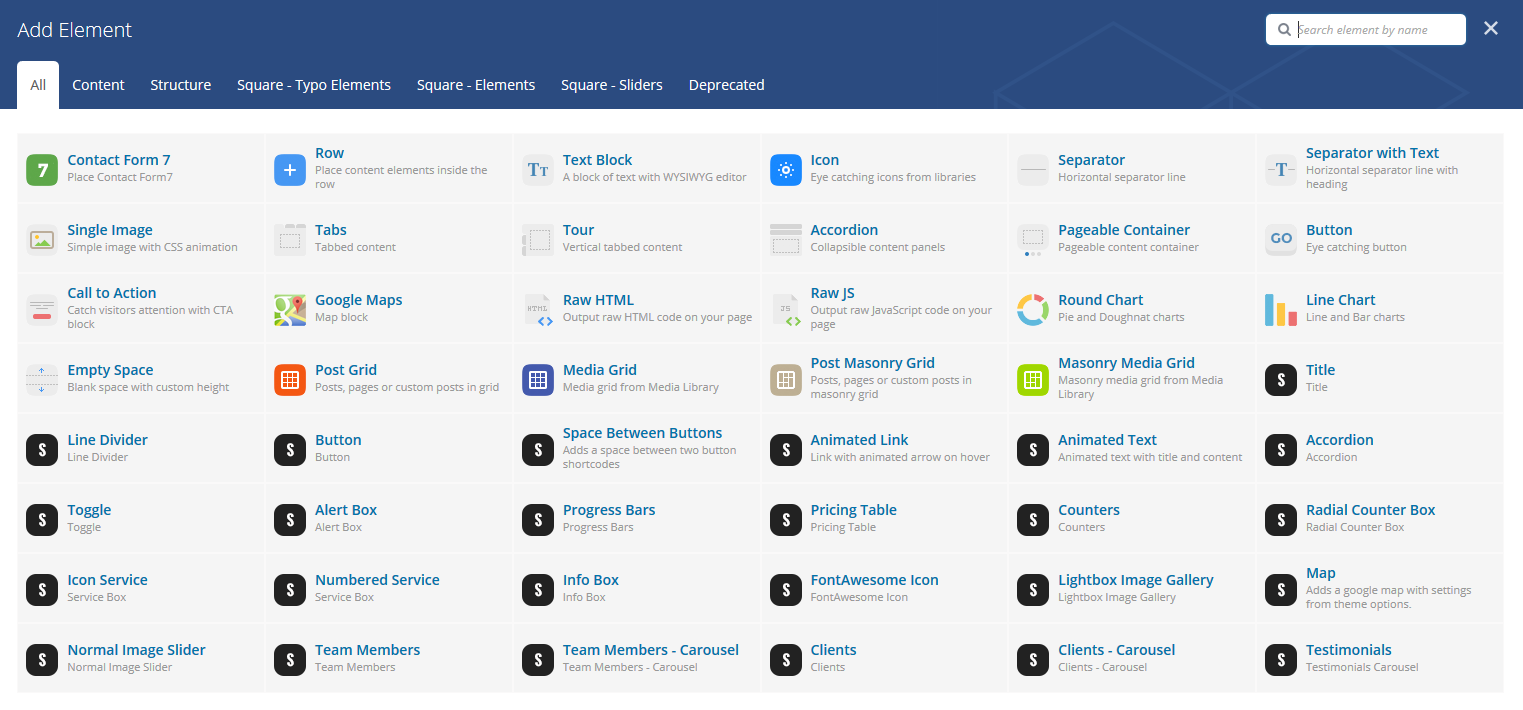 Add Element
Search element by name
All Content Structure Square - Typo Elements Square - Elements Square - Sliders Deprecated
7 Contact Form 7
Place Contact Form7
Row
Place content elements inside the
row
TT Text Block
A block of text with WYSIWYG editor
Icon
Eye catching icons from libraries
Separator
Horizontal separator line
T Separator with Text
Horizontal separator line with
heading
Single Image
Simple image with CSS animation
Tabs
Tabbed content
Tour
Vertical tabbed content
Accordion
Collapsible content panels
Pageable Container
Pageable content container
GO Button
Eye catching button
Call to Action
Catch visitors attention with CTA
block
Google Maps
Map block
HTML Raw HTML
Output raw HTML code on your page
JS Raw JS
Output raw JavaScript code on your
page
Round Chart
Pie and Doughnat charts
Line Chart
Line and Bar charts
Empty Space
Blank space with custom height
Post Grid
Posts, pages or custom posts in grid
Media Grid
Media grid from Media Library
Post Masonry Grid
Posts, pages or custom posts in
masonry grid
Masonry Media Grid
Masonry media grid from Media
Library
S Title
Title
S Line Divider
Line Divider
S Button
Button
S Space Between Buttons
Adds a space between two button
shortcodes
S Animated Link
Link with animated arrow on hover
S Animated Text
Animated text with title and content
S Accordion
Accordion
S Toggle
Toggle
S Alert Box
Alert Box
S Progress Bars
Progress Bars
S Pricing Table
Pricing Table
S Counters
Counters
S Radial Counter Box
Radial Counter Box
S Icon Service
Service Box
S Numbered Service
Service Box
S Info Box
Info Box
S FontAwesome Icon
FontAwesome Icon
S Lightbox Image Gallery
Lightbox Image Gallery
S Map
Adds a google map with settings
from theme options.
S Normal Image Slider
Normal Image Slider
S Team Members
Team Members
S Team Members - Carousel
Team Members - Carousel
S Clients
Clients
S Clients - Carousel
Clients - Carousel
S Testimonials
Testimonials Carousel